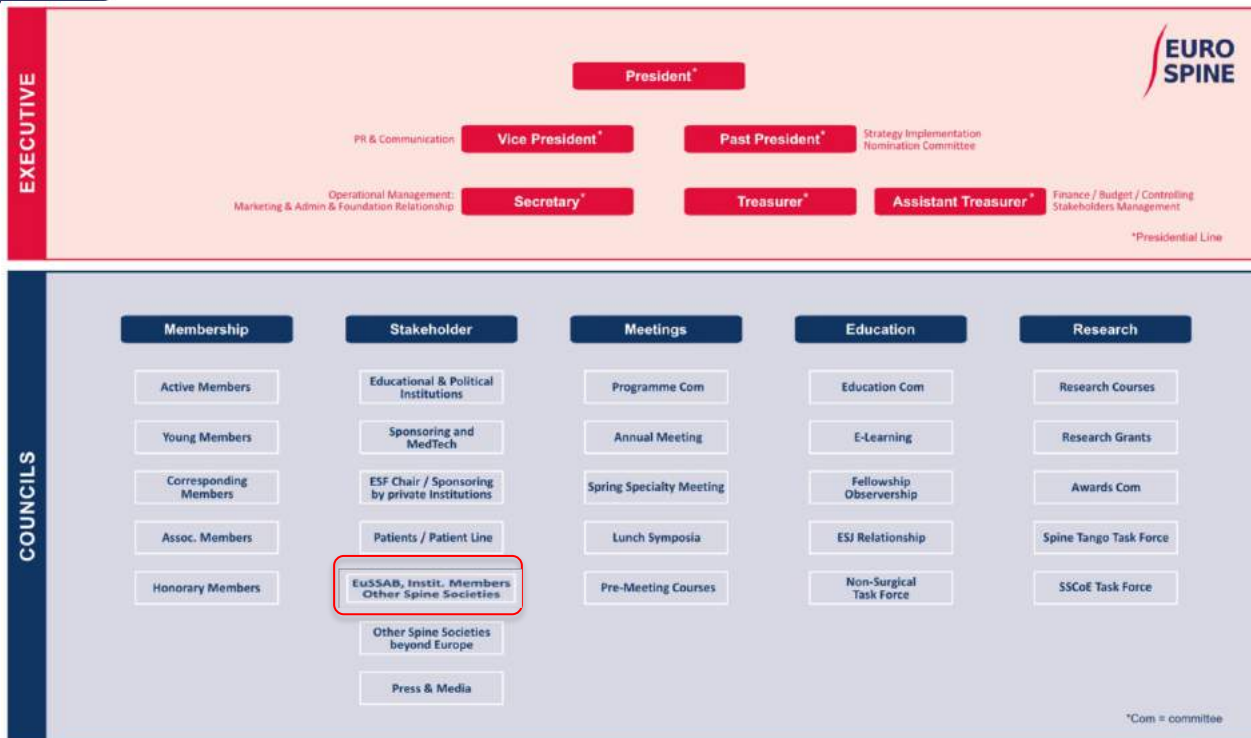 EXECUTIVE
EURO
SPINE
President*
PR & Communication
Vice President*
Past President*
Strategy Implementation
Nomination Committee
Operational Management:
Marketing & Admin & Foundation Relationship
Secretary*
Treasurer*
Assistant Treasurer*
Finance / Budget / Controlling
Stakeholders Management
*Presidential Line
COUNCILS
Membership
Active Members
Young Members
Corresponding
Members
Assoc. Members
Honorary Members
Stakeholder
Educational & Political
Institutions
Sponsoring and
MedTech
ESF Chair / Sponsoring
by private Institutions
Patients / Patient Line
EuSSAB, Instit. Members
Other Spine Societies
Other Spine Societies
beyond Europe
Press & Media
Meetings
Programme Com
Annual Meeting
Spring Specialty Meeting
Lunch Symposia
Pre-Meeting Courses
Education
Education Com
E-Learning
Fellowship
Observership
ESJ Relationship
Non-Surgical
Task Force
Research
Research Courses
Research Grants
Awards Com
Spine Tango Task Force
SSCoE Task Force
*Com = committee